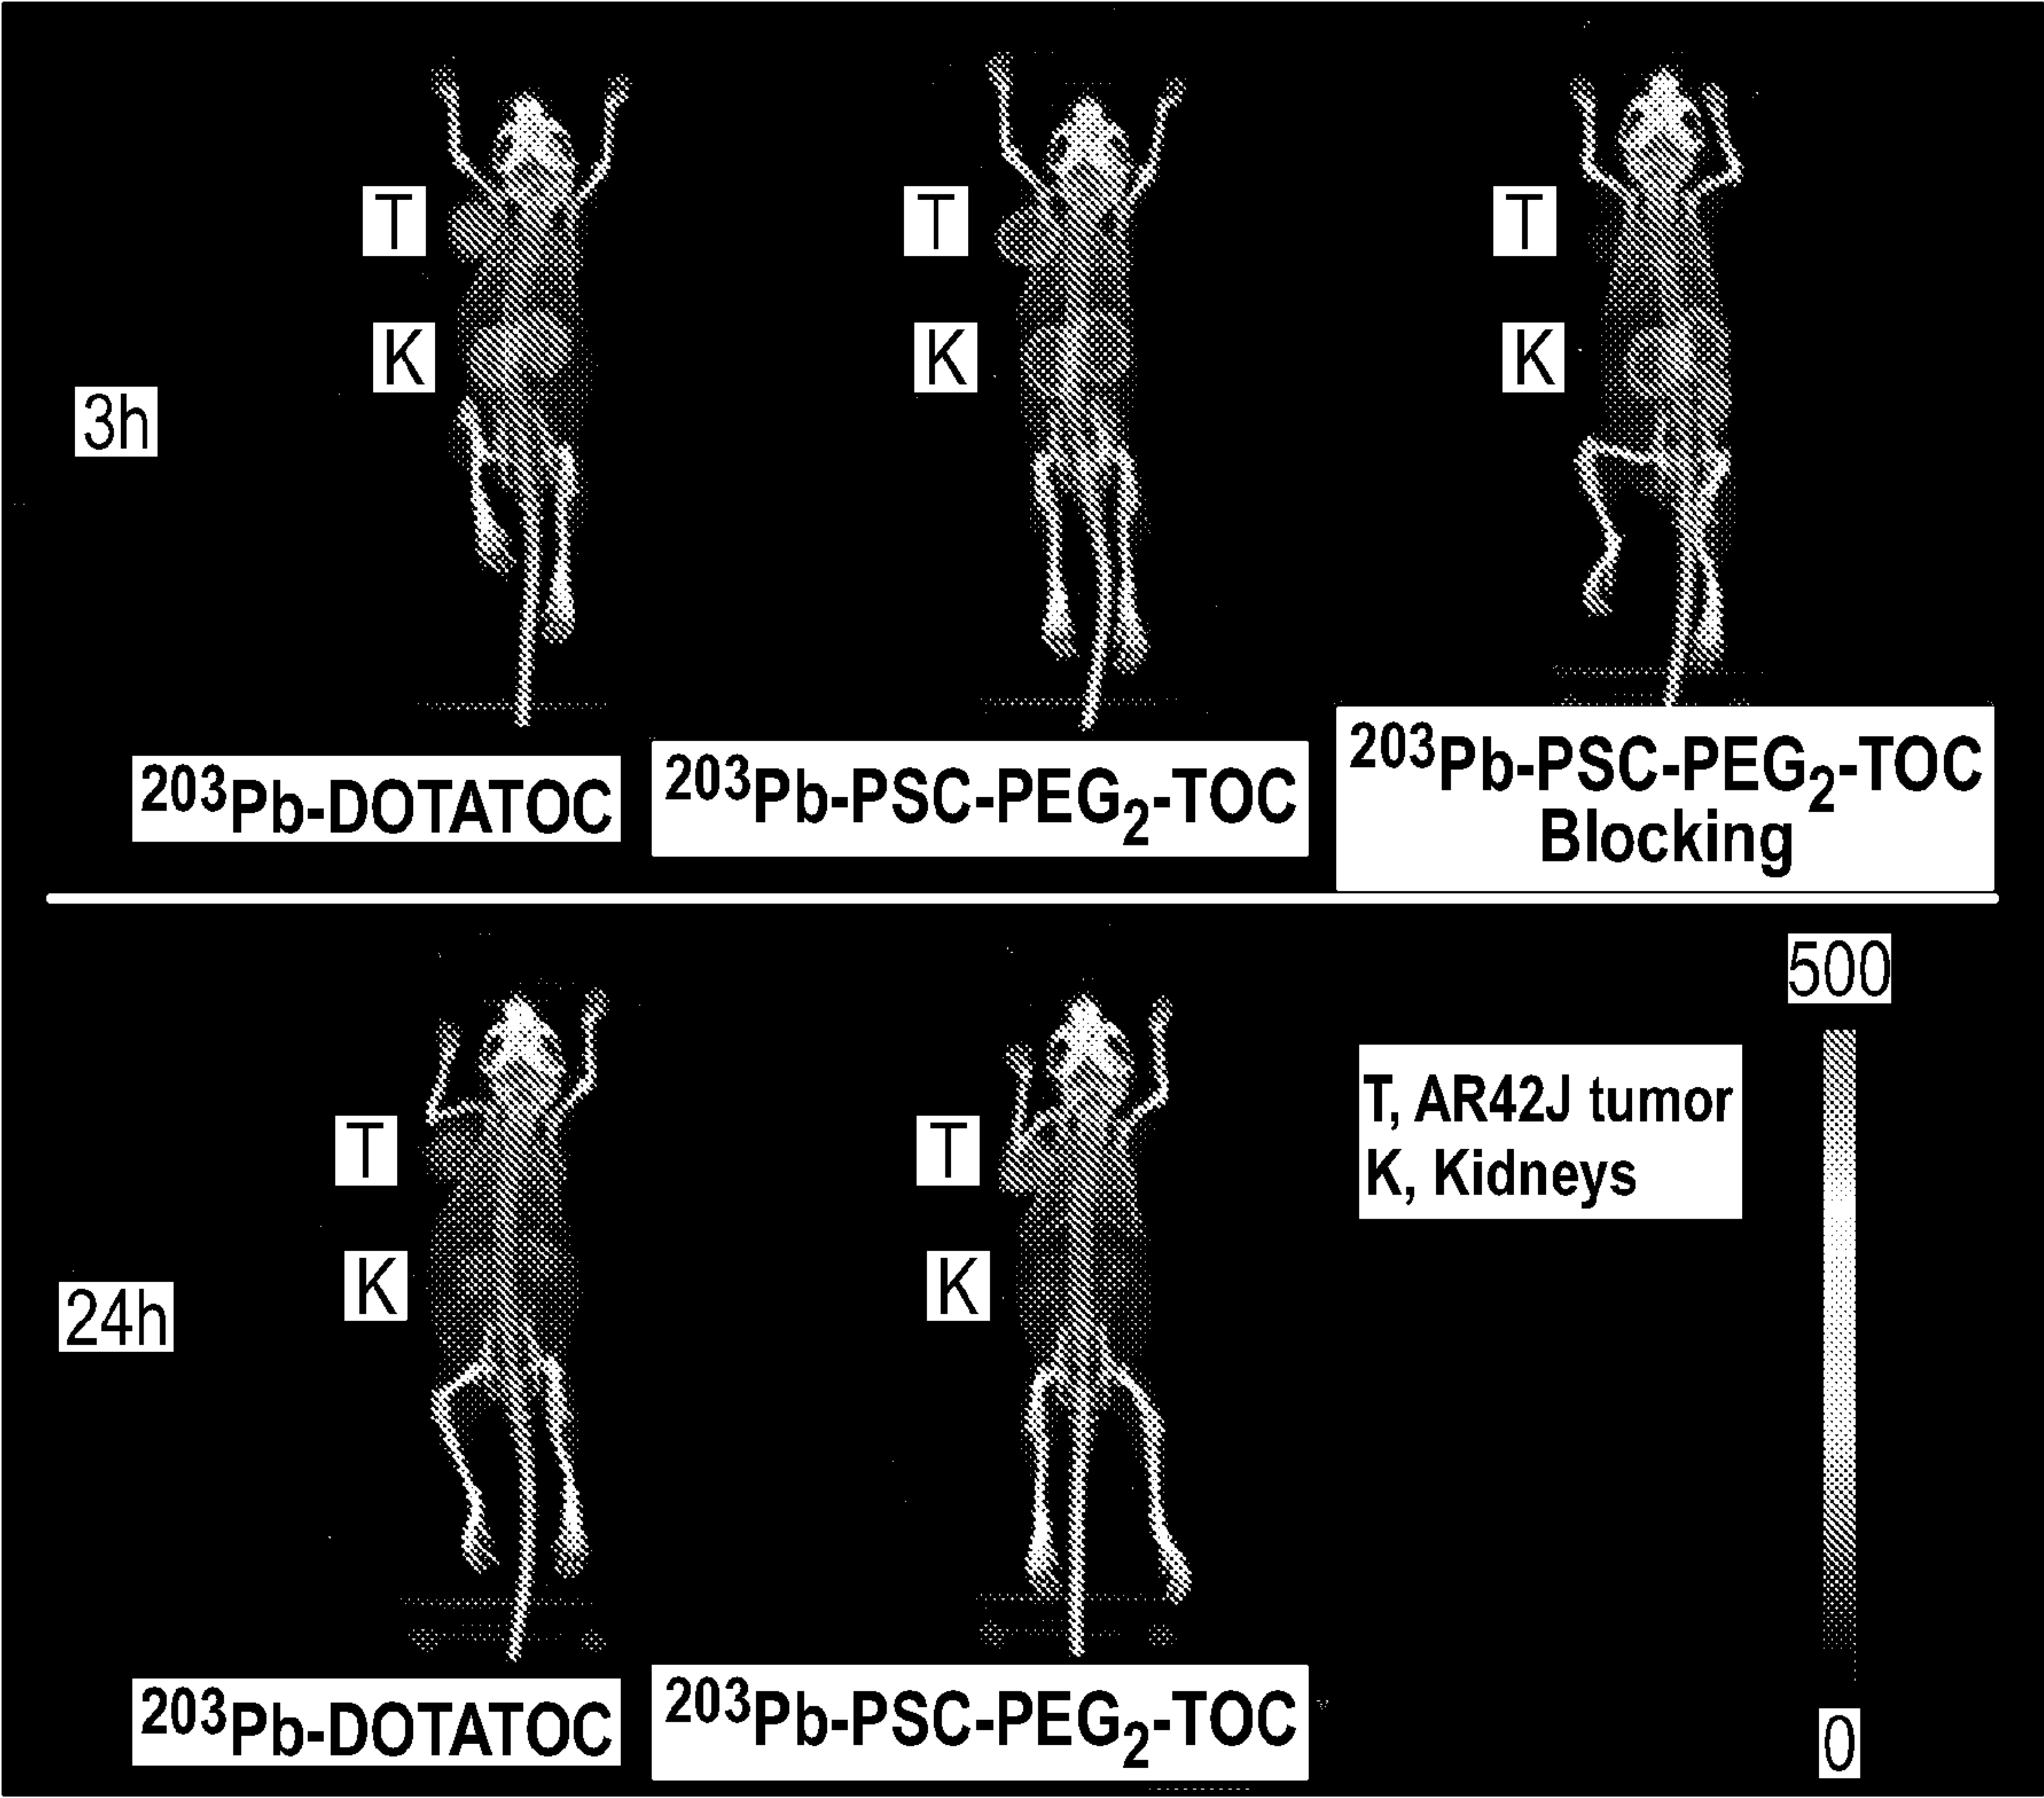 T
T
T
K
K
K
3h
²⁰³Pb-DOTATOC
²⁰³Pb-PSC-PEG₂-TOC
²⁰³Pb-PSC-PEG₂-TOC
Blocking
500
T, AR42J tumor
K, Kidneys
T
T
K
K
24h
0
²⁰³Pb-DOTATOC
²⁰³Pb-PSC-PEG₂-TOC